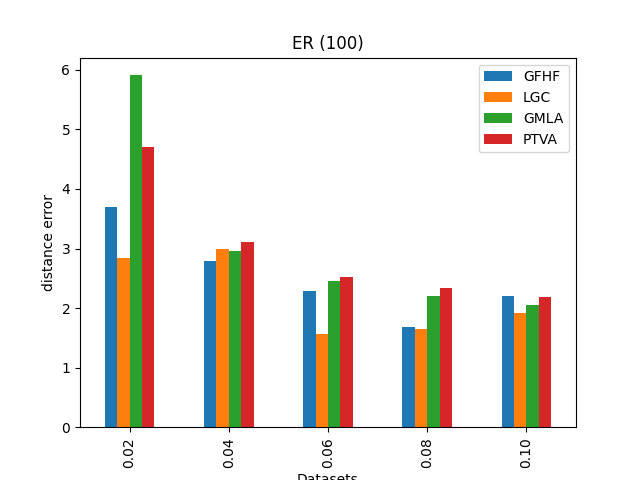 ER (100)
GFHF
LGC
GMLA
PTVA
distance error
6
5
4
3
2
1
0
0.02
0.04
0.06
0.08
0.10
Datasets